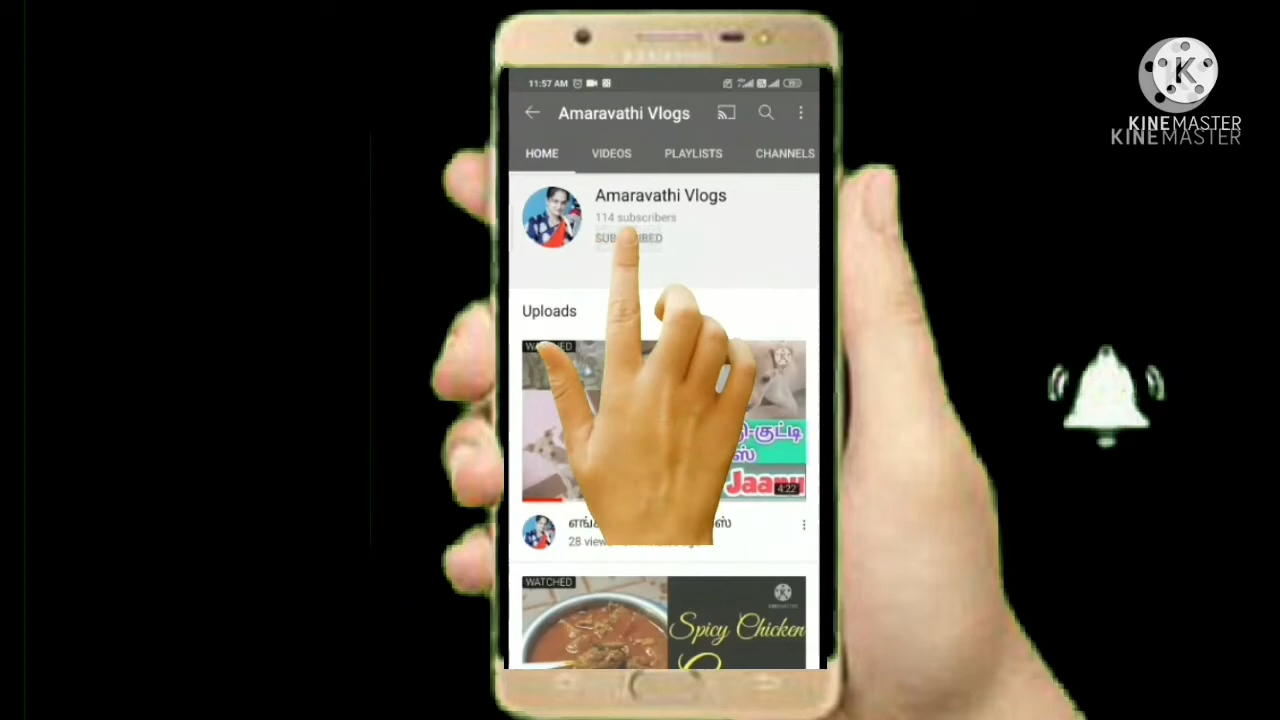 KINEMASTER
KINEMASTER
11:57 AM
Amaravathi Vlogs
HOME VIDEOS PLAYLISTS CHANNELS
Amaravathi Vlogs
114 subscribers
Uploads
WATCHED
Jaanu
4:22
28
WATCHED
Spicy Chicken